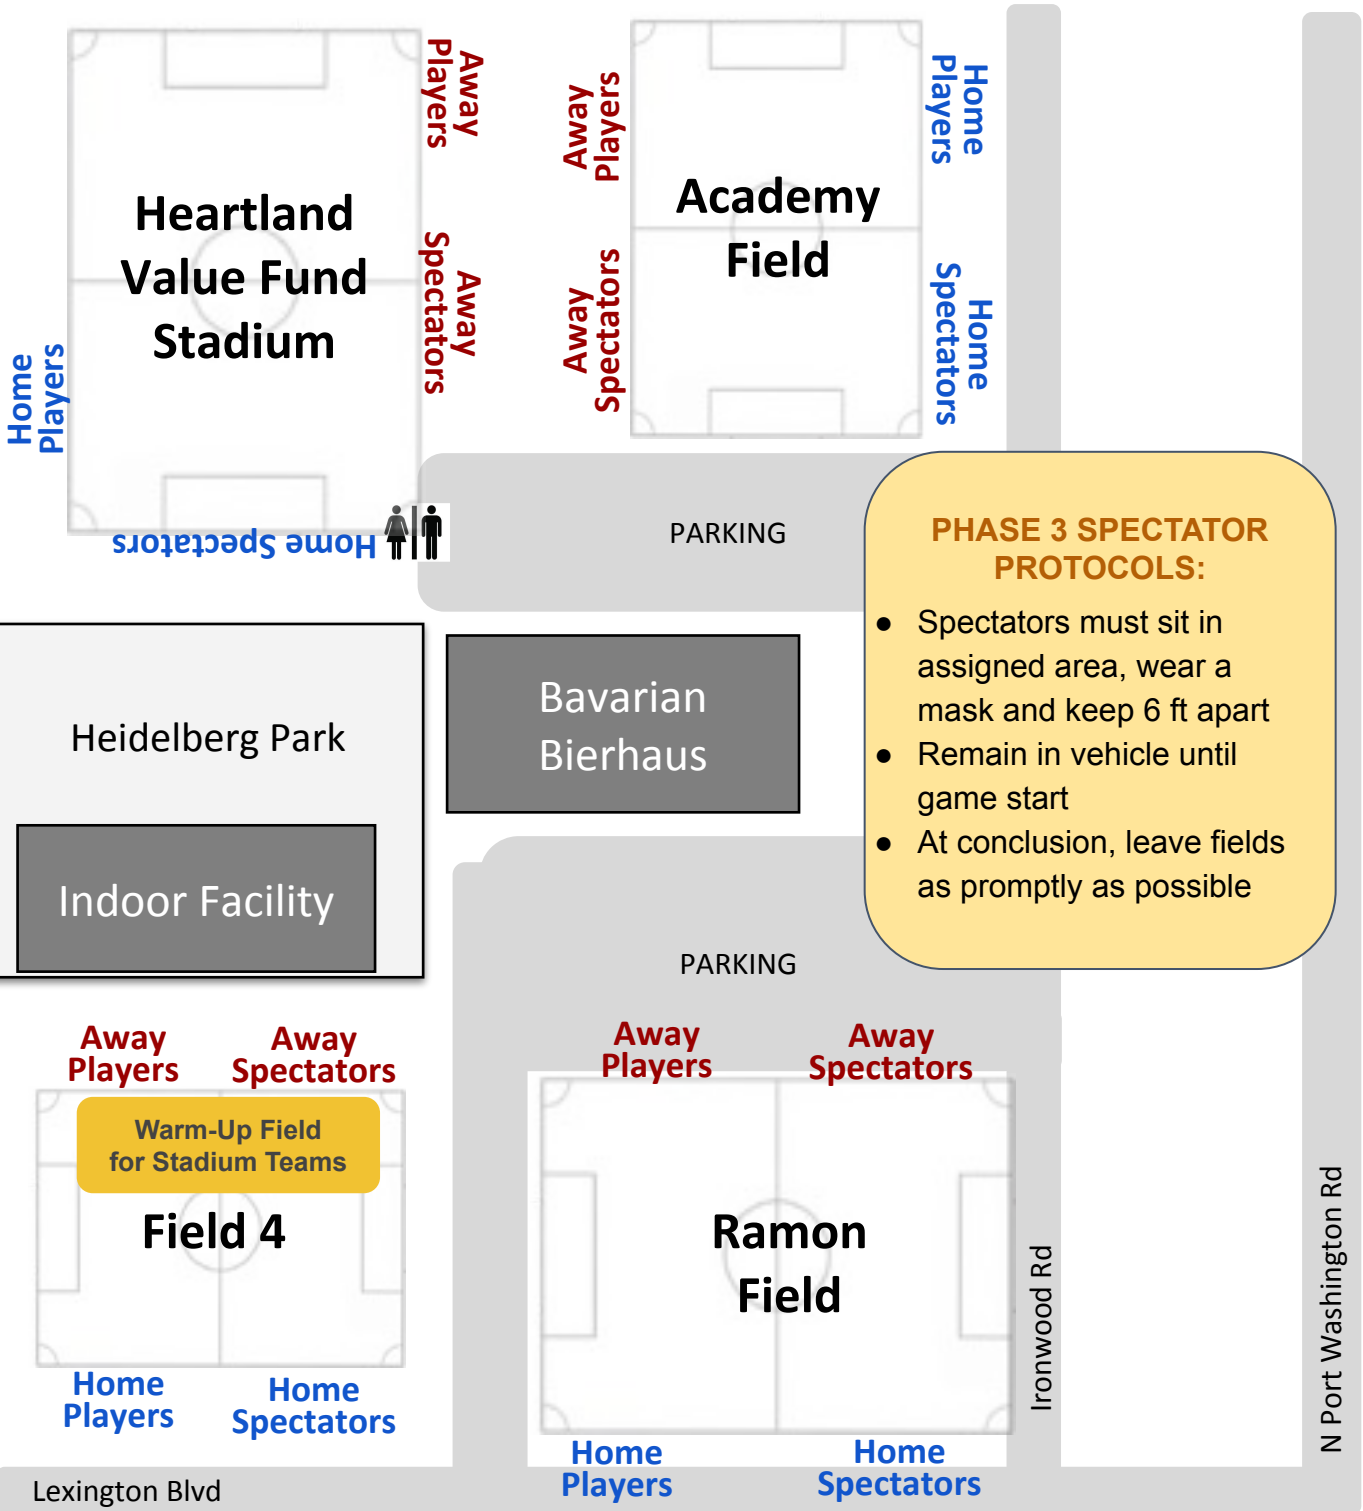 Away
Players
Heartland
Value Fund
Stadium
Away
Spectators
Home
Players
Home Spectators
Away
Players
Home
Players
Academy
Field
Away
Spectators
Home
Spectators
PARKING
PHASE 3 SPECTATOR
PROTOCOLS:
● Spectators must sit in
assigned area, wear a
mask and keep 6 ft apart
● Remain in vehicle until
game start
● At conclusion, leave fields
as promptly as possible
Heidelberg Park
Bavarian
Bierhaus
Indoor Facility
PARKING
Away
Players
Away
Spectators
Warm-Up Field
for Stadium Teams
Field 4
Home
Players
Home
Spectators
Away
Players
Away
Spectators
Ramon
Field
Home
Players
Home
Spectators
Ironwood Rd
N Port Washington Rd
Lexington Blvd